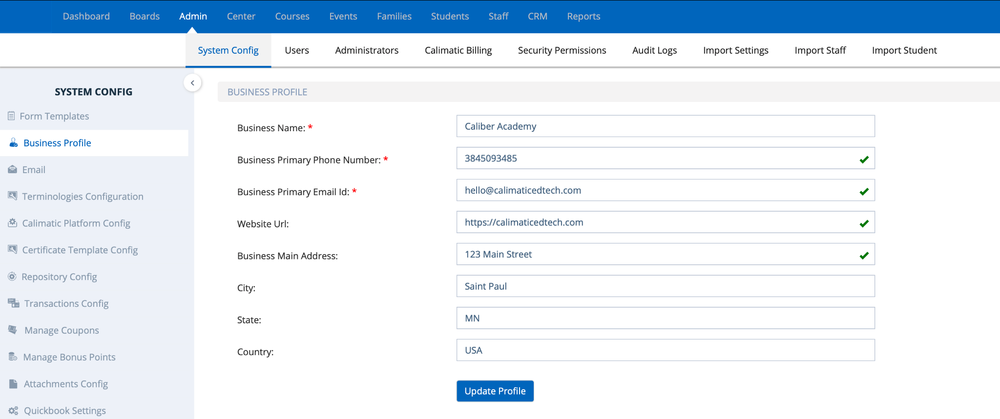 Dashboard Boards Admin Center Courses Events Families Students Staff CRM Reports
System Config Users Administrators Calimatic Billing Security Permissions Audit Logs Import Settings Import Staff Import Student
SYSTEM CONFIG
Form Templates
Business Profile
Email
Terminologies Configuration
Calimatic Platform Config
Certificate Template Config
Repository Config
Transactions Config
Manage Coupons
Manage Bonus Points
Attachments Config
Quickbook Settings
BUSINESS PROFILE
Business Name: * Caliber Academy
Business Primary Phone Number: * 3845093485
Business Primary Email Id: * hello@calimaticedtech.com
Website Url: https://calimaticedtech.com
Business Main Address: 123 Main Street
City: Saint Paul
State: MN
Country: USA
Update Profile